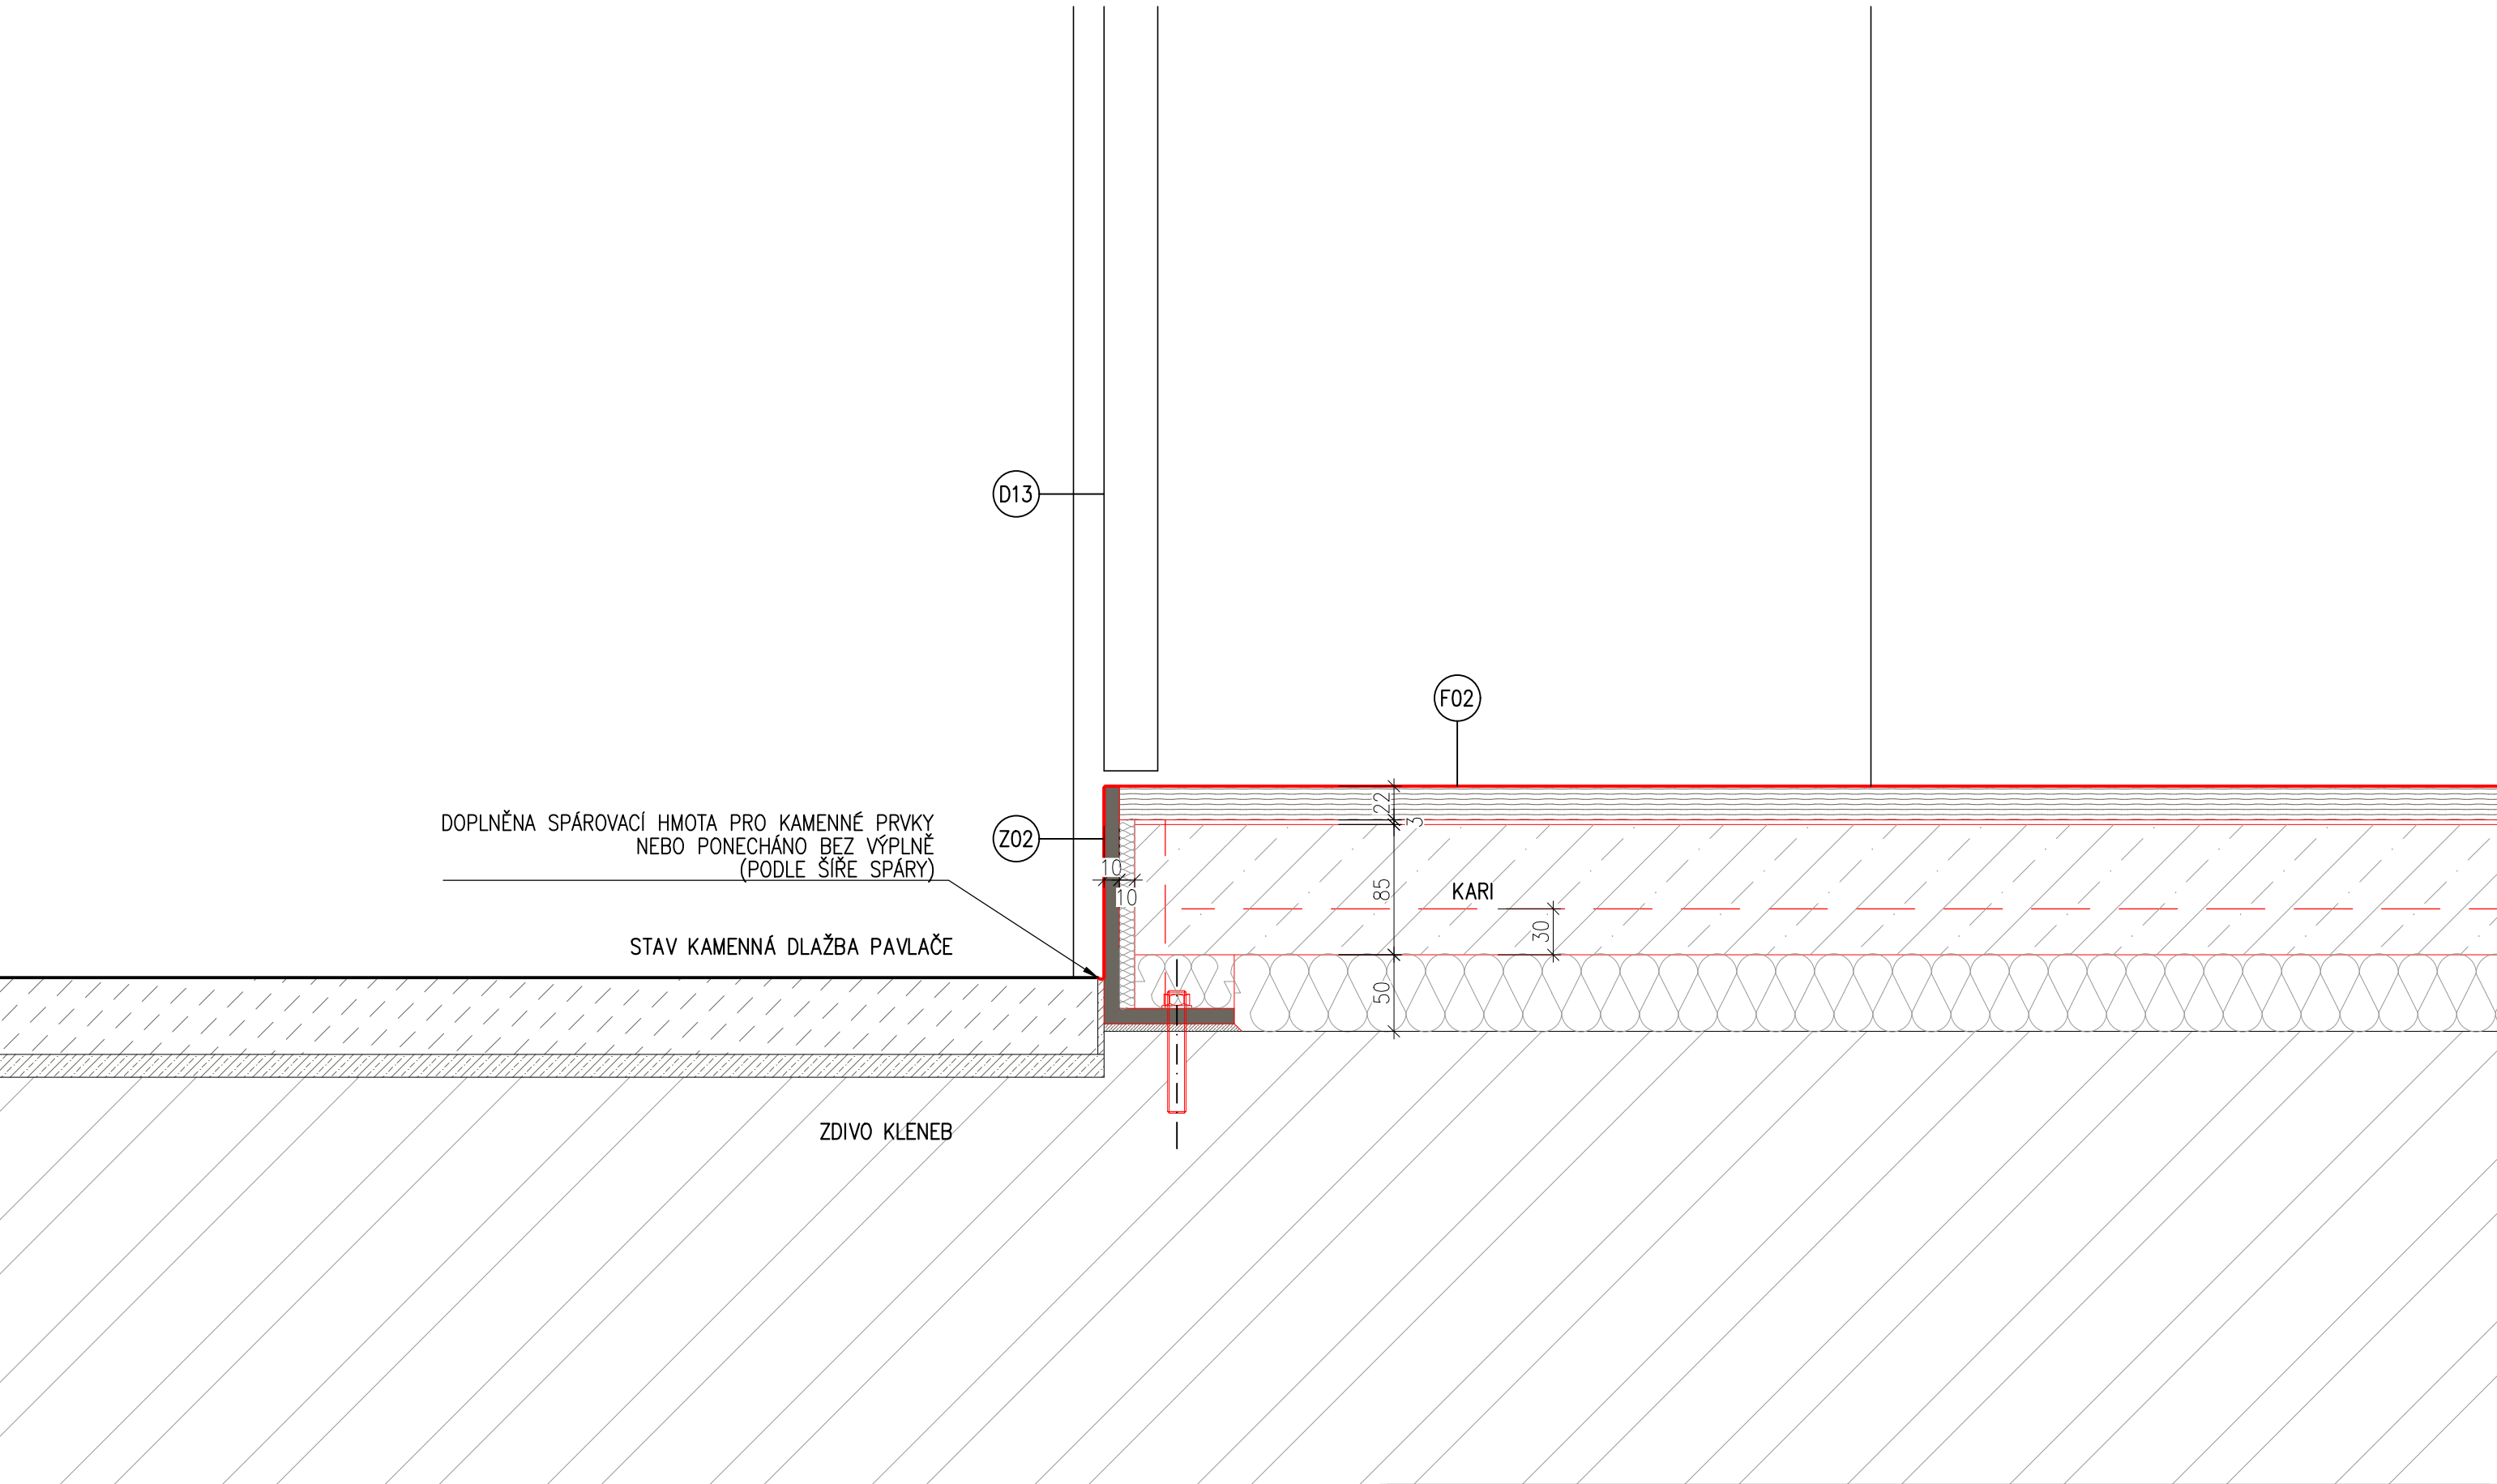 D13
F02
DOPLNĚNA SPÁROVACÍ HMOTA PRO KAMENNÉ PRVKY
NEBO PONECHÁNO BEZ VÝPLNĚ
(PODLE ŠÍŘE SPÁRY)
Z02
22
3
10
10
85
KARI
30
STAV KAMENNÁ DLAŽBA PAVLAČE
50
ZDIVO KLENEB